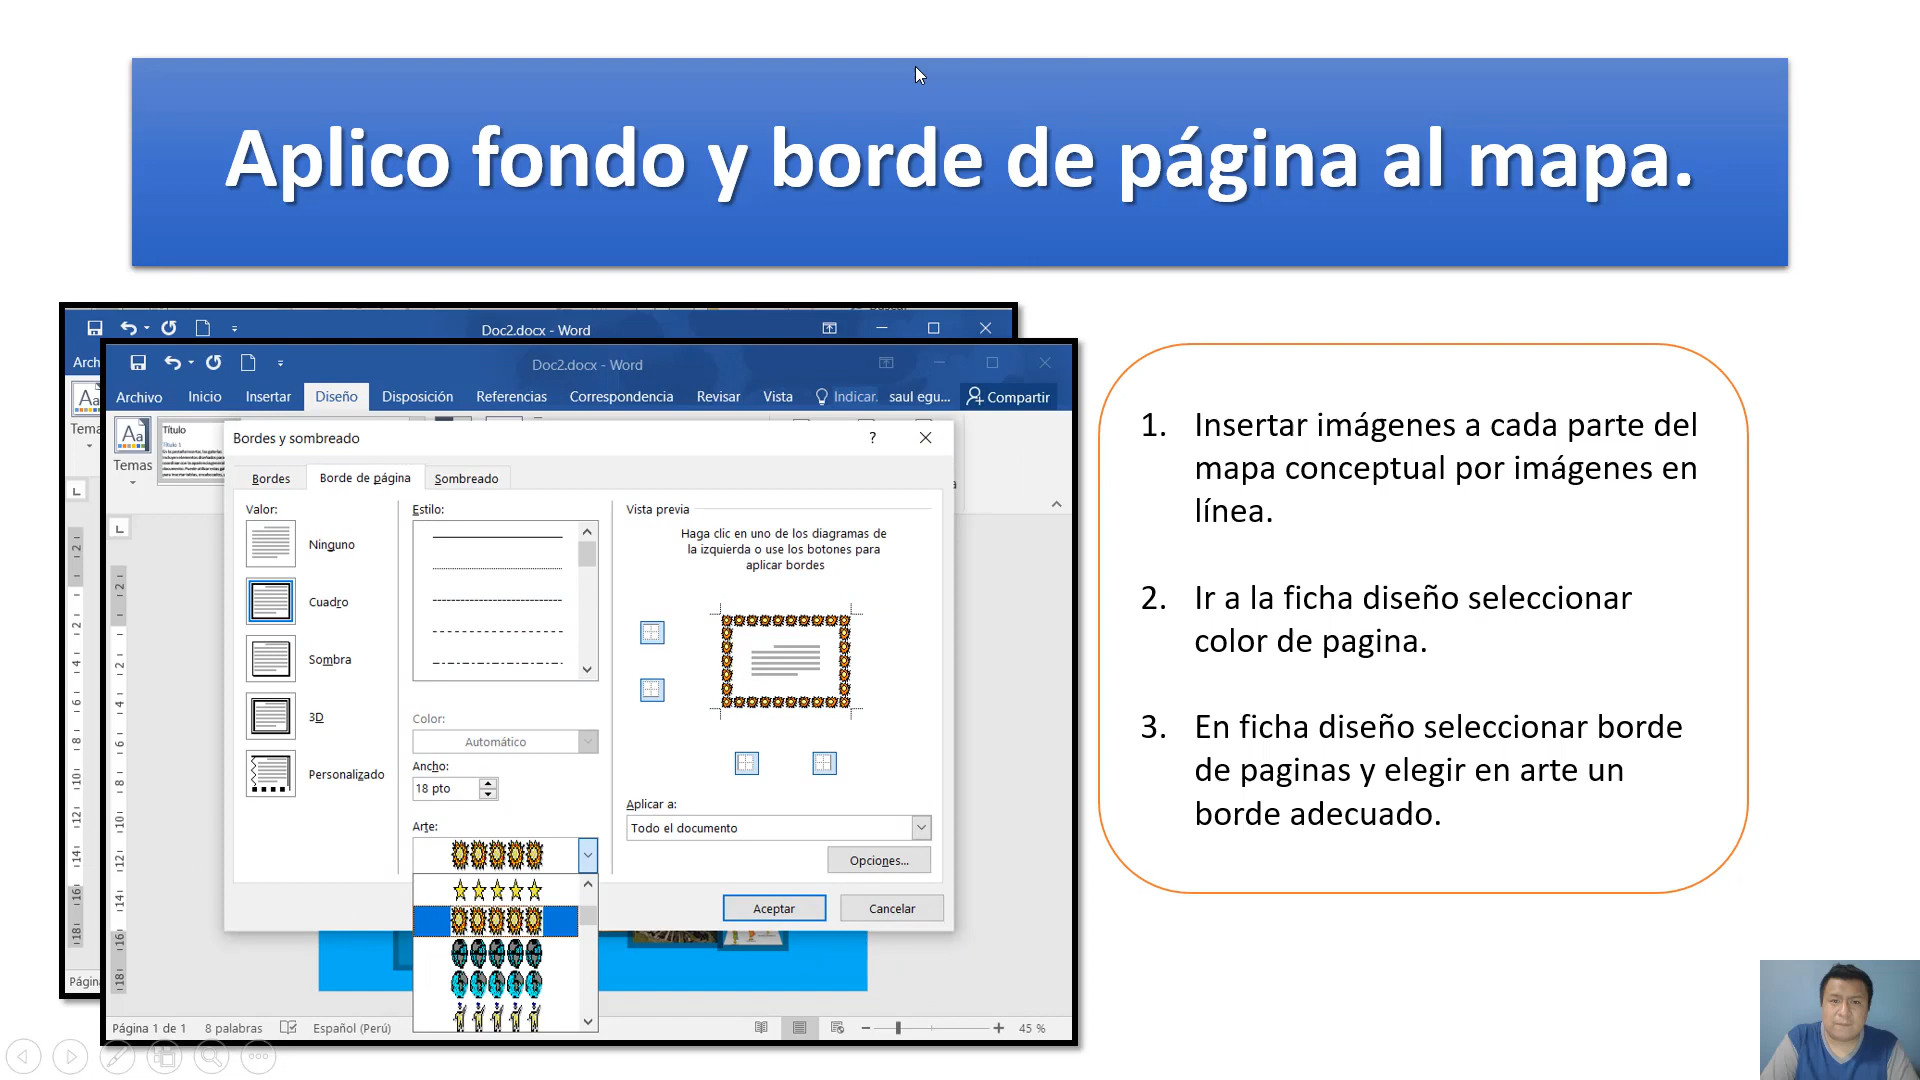 Aplico fondo y borde de página al mapa.
Doc2.docx - Word
Arch
Aa
Tema
Doc2.docx - Word
Archivo Inicio Insertar Diseño Disposición Referencias Correspondencia Revisar Vista Indicar. saul egu... Compartir
Aa
Temas
Título
Título 1
Bordes y sombreado ?
Bordes Borde de página Sombreado
Valor:
Ninguno
Cuadro
Sombra
3D
Personalizado
Estilo:
Color:
Automático
Ancho:
18 pto
Arte:
Vista previa
Haga clic en uno de los diagramas de
la izquierda o use los botones para
aplicar bordes
Aplicar a:
Todo el documento
Opciones...
Aceptar Cancelar
Págin
Página 1 de 1 8 palabras Español (Perú) 45 %
1. Insertar imágenes a cada parte del
mapa conceptual por imágenes en
línea.
2. Ir a la ficha diseño seleccionar
color de pagina.
3. En ficha diseño seleccionar borde
de paginas y elegir en arte un
borde adecuado.